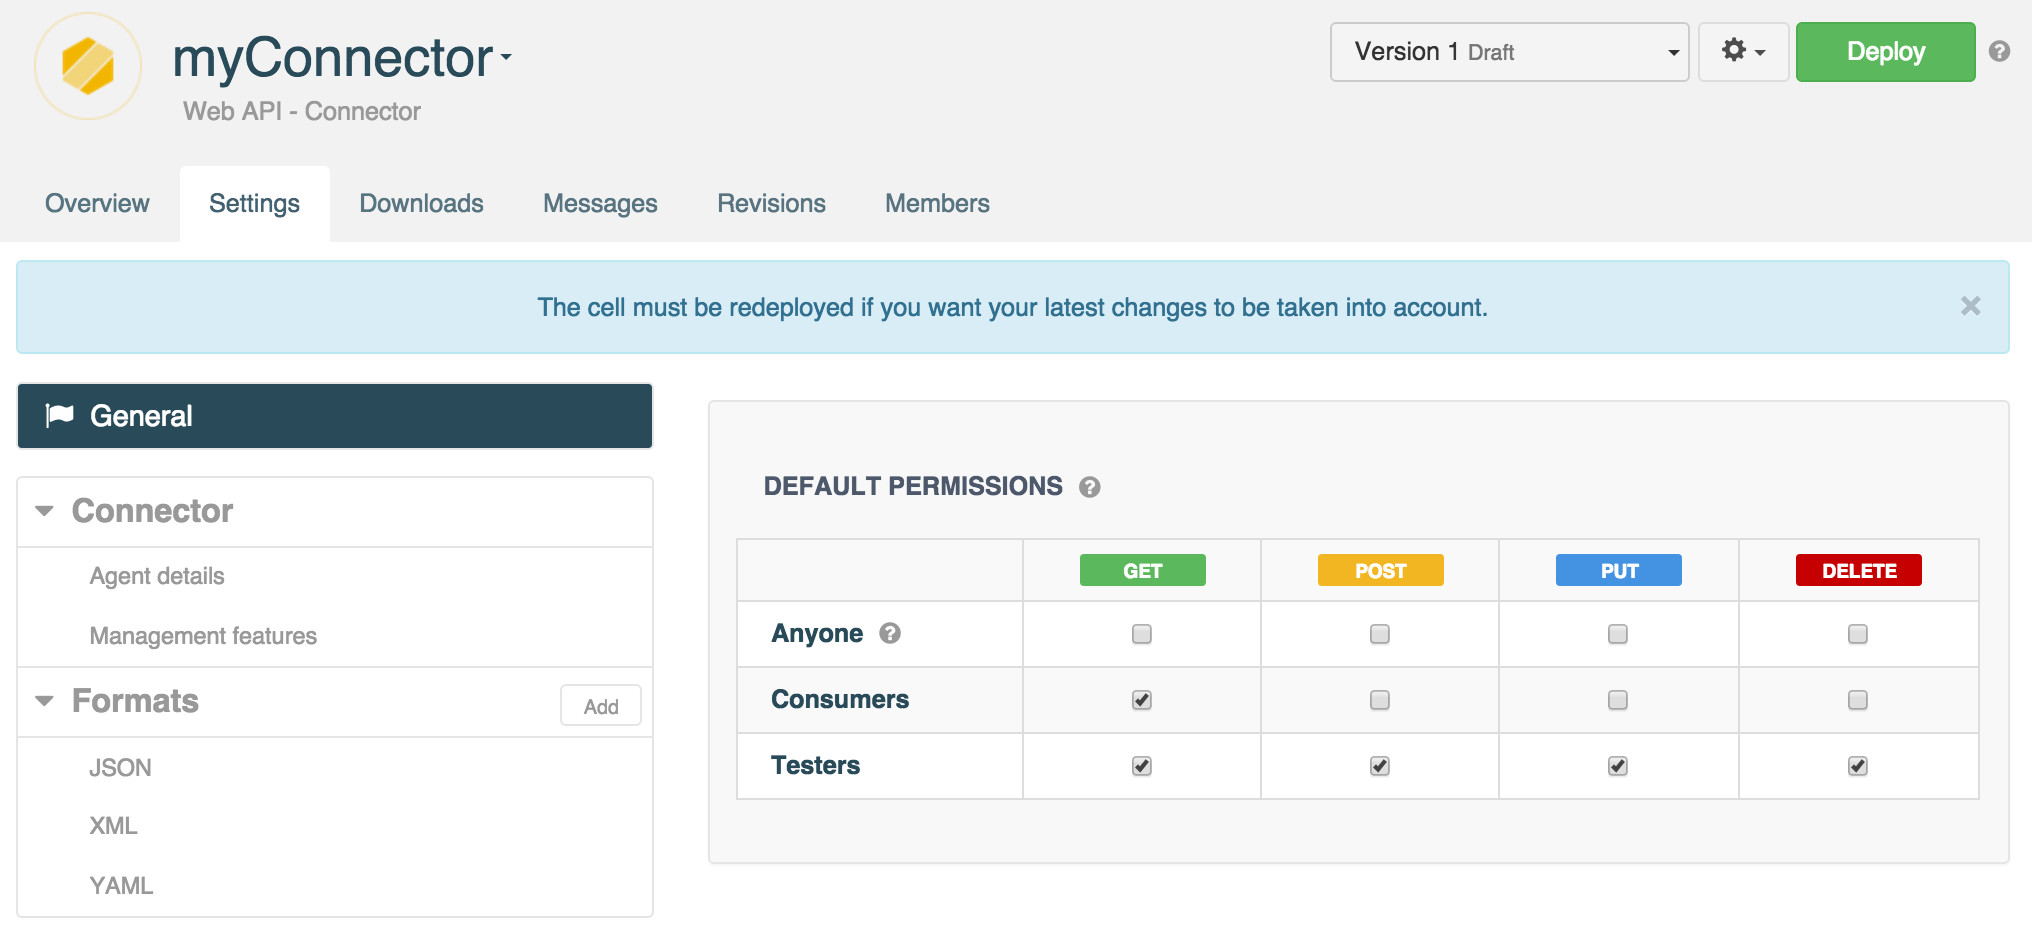 myConnector
Web API - Connector
Version 1 Draft
Deploy
?
Overview Settings Downloads Messages Revisions Members
The cell must be redeployed if you want your latest changes to be taken into account.
×
General
Connector
Agent details
Management features
Formats
Add
JSON
XML
YAML
DEFAULT PERMISSIONS ?
GET POST PUT DELETE
Anyone ?
Consumers
Testers